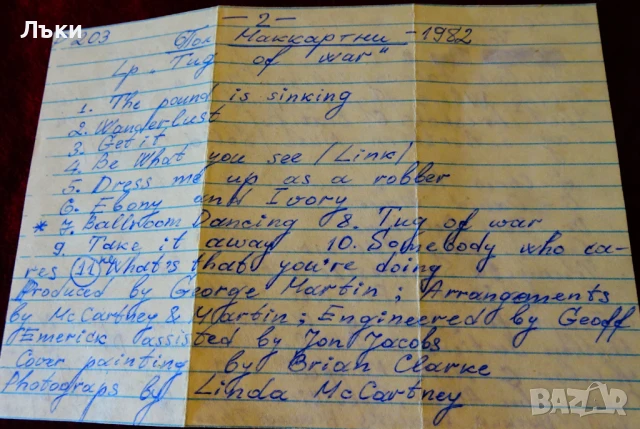 Лъки
- 2 -
203 Пол Маккартни - 1982
Lp. "Tug of war"
1. The pound is sinking
2. Wanderlust
3. Get it
4. Be What you see /Link/
5. Dress me up as a robber
6. Ebony and Ivory
* 7. Ballroom Dancing 8. Tug of war
9. Take it away 10. Somebody who ca-
res 11. What's that you're doing
Produced by George Martin; Arrangements
by McCartney & Martin; Engineered by Geoff
Emerick assisted by Jon Jacobs
Cover painting by Brian Clarke
Photograps by Linda McCartney
BAZAR